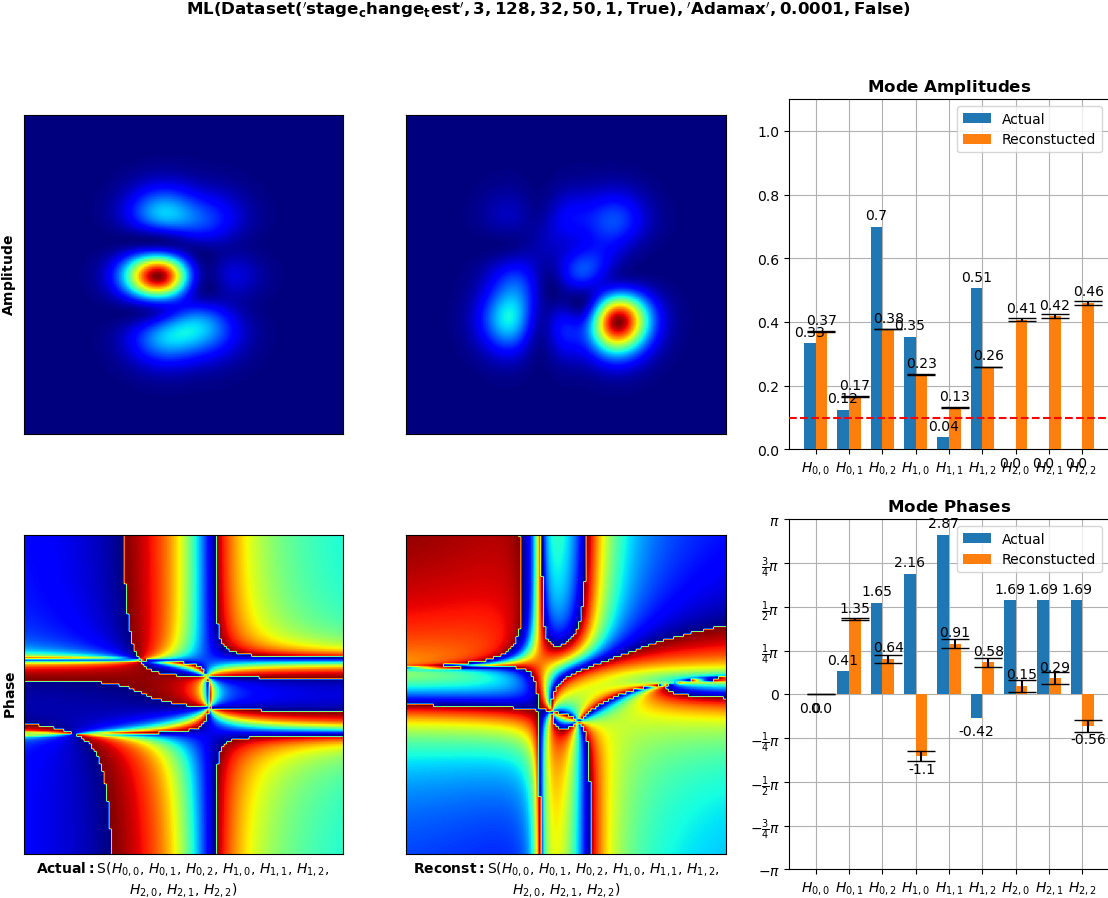 ML(Dataset('stage_change_test', 3, 128, 32, 50, 1, True), 'Adamax', 0.0001, False)
Mode Amplitudes
Actual
Reconstucted
1.0
0.8
0.6
0.4
0.2
0.0
0.33 0.37 0.12 0.17 0.7 0.38 0.35 0.23 0.04 0.13 0.51 0.26 0.0 0.41 0.0 0.42 0.0 0.46
H0,0 H0,1 H0,2 H1,0 H1,1 H1,2 H2,0 H2,1 H2,2
Amplitude
Mode Phases
Actual
Reconstucted
π
3/4π
1/2π
1/4π
0
−1/4π
−1/2π
−3/4π
−π
0.0 0.0 0.41 1.35 1.65 0.64 2.16 -1.1 2.87 0.91 -0.42 0.58 1.69 0.15 1.69 0.29 1.69 -0.56
H0,0 H0,1 H0,2 H1,0 H1,1 H1,2 H2,0 H2,1 H2,2
Phase
Actual: S(H0,0, H0,1, H0,2, H1,0, H1,1, H1,2,
H2,0, H2,1, H2,2)
Reconst: S(H0,0, H0,1, H0,2, H1,0, H1,1, H1,2,
H2,0, H2,1, H2,2)